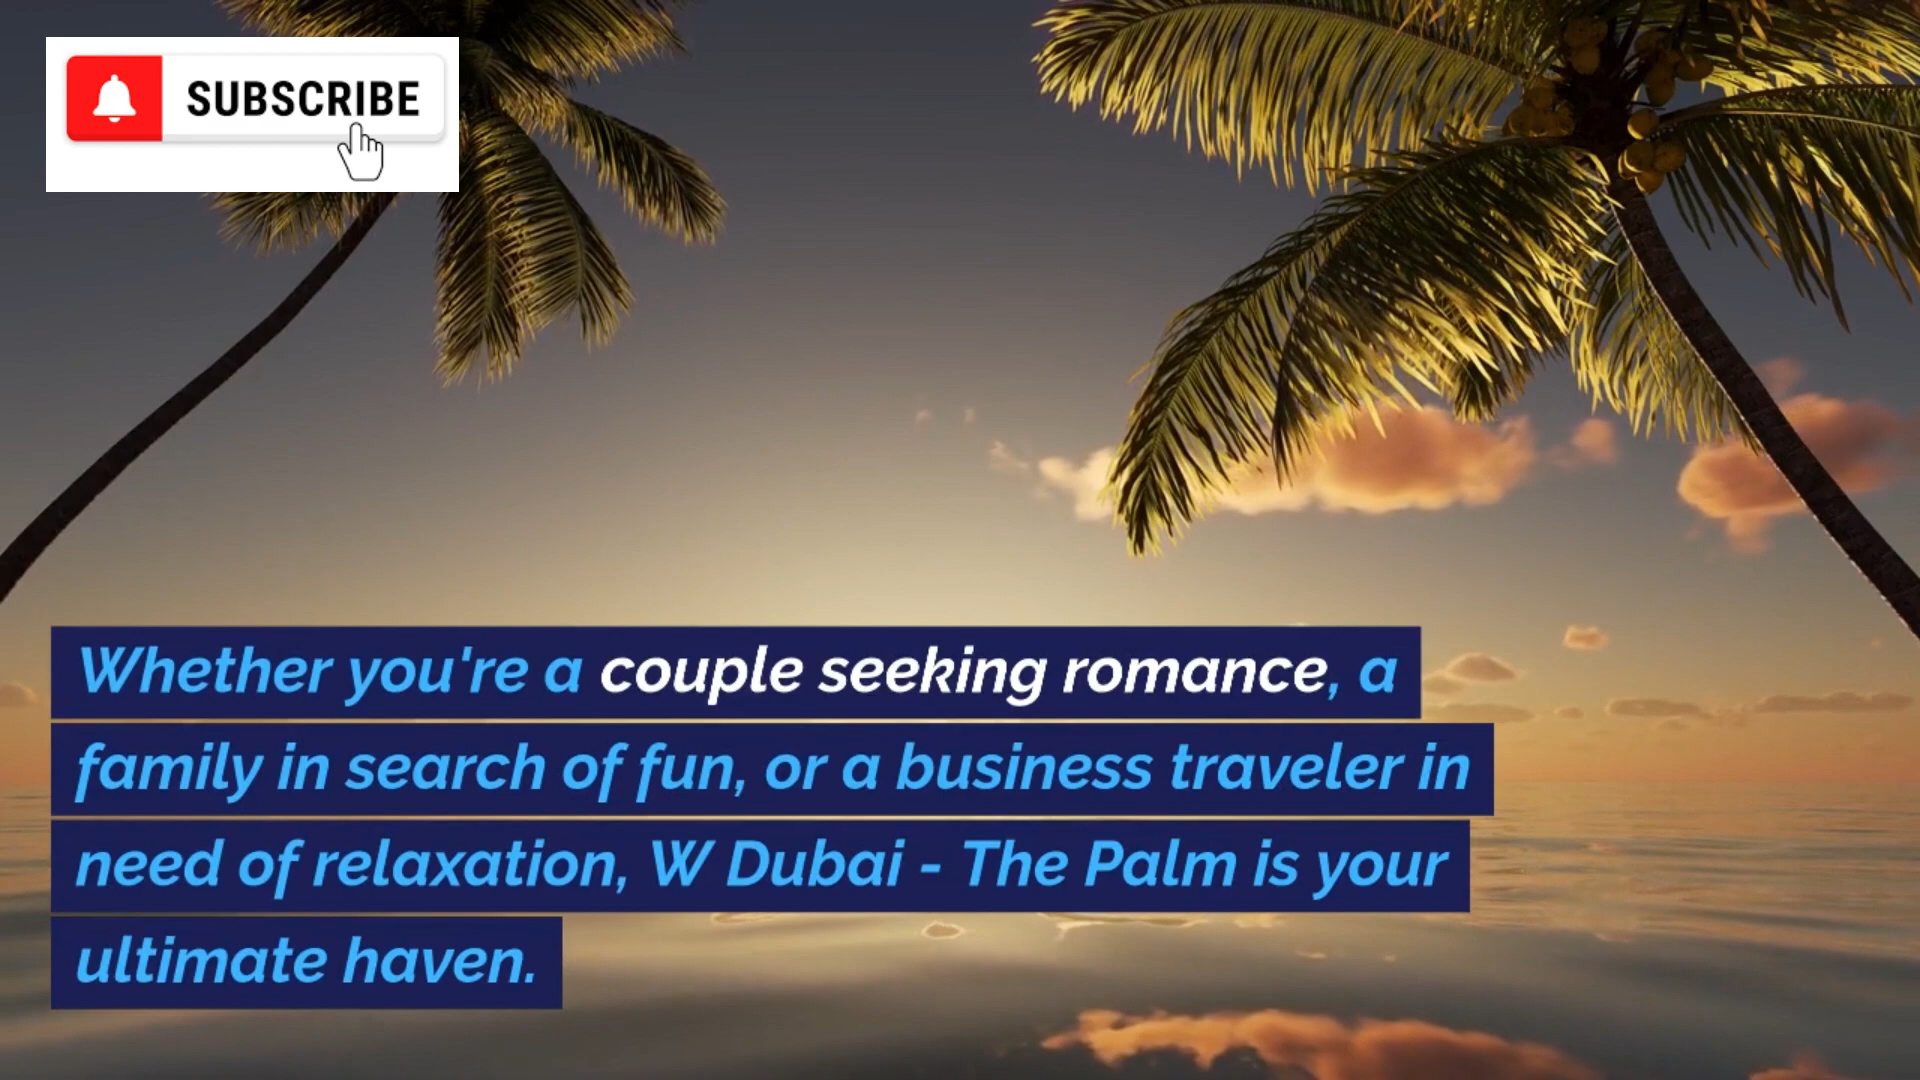 SUBSCRIBE
Whether you're a couple seeking romance, a
family in search of fun, or a business traveler in
need of relaxation, W Dubai - The Palm is your
ultimate haven.